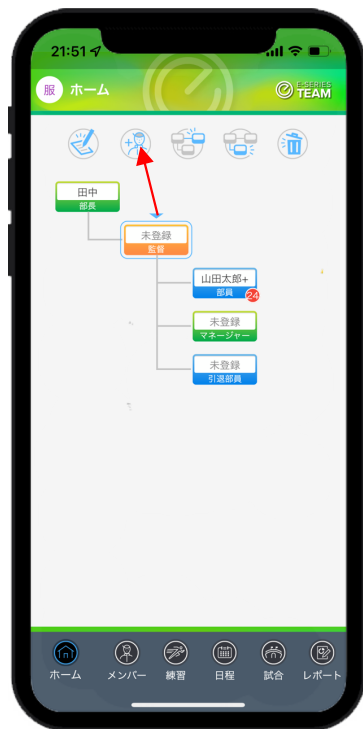 21:51
服 ホーム
E-SERIES
TEAM
田中
部長
未登録
監督
山田太郎+
部員
24
未登録
マネージャー
未登録
引退部員
ホーム メンバー 練習 日程 試合 レポート